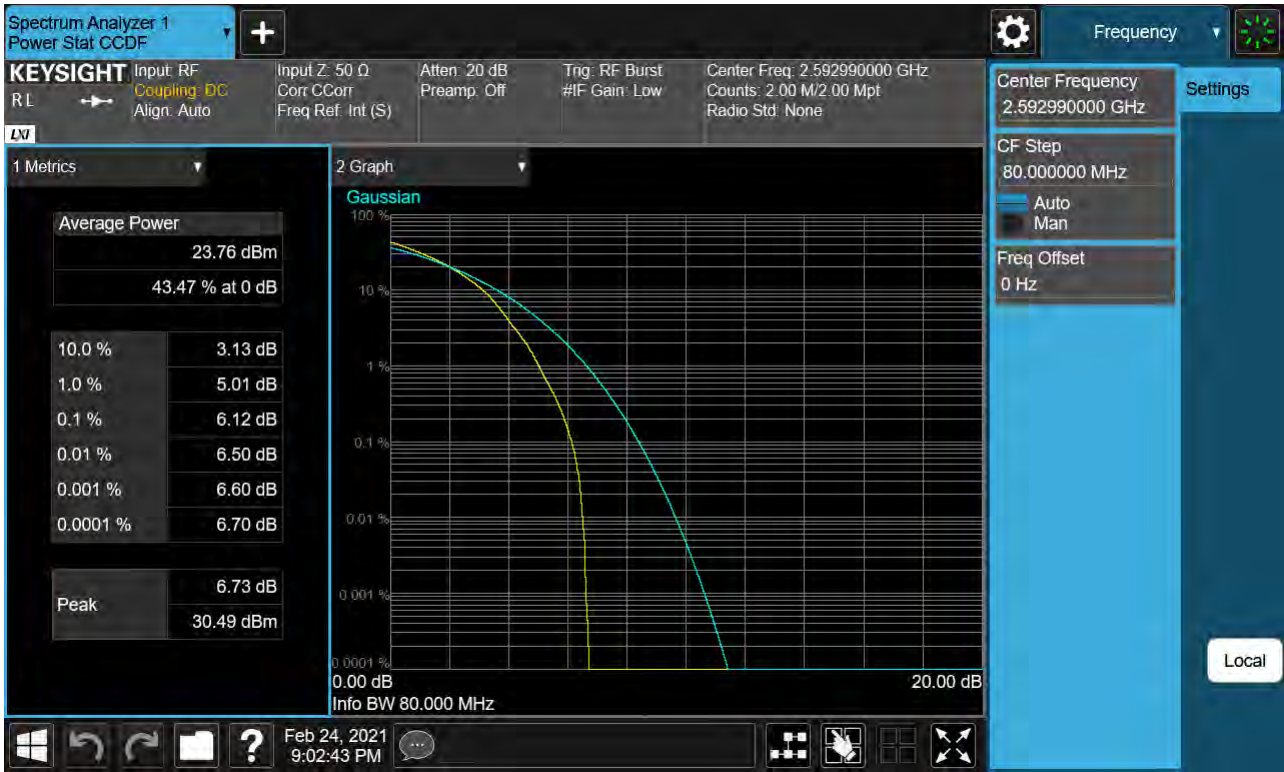 Spectrum Analyzer 1
Power Stat CCDF
Frequency
KEYSIGHT
R L
LXI
Input: RF
Coupling: DC
Align: Auto
Input Z: 50 Ω
Corr CCorr
Freq Ref: Int (S)
Atten: 20 dB
Preamp: Off
Trig: RF Burst
#IF Gain: Low
Center Freq: 2.592990000 GHz
Counts: 2.00 M/2.00 Mpt
Radio Std: None
Center Frequency
2.592990000 GHz
Settings
CF Step
80.000000 MHz
Auto
Man
Freq Offset
0 Hz
1 Metrics
Average Power
23.76 dBm
43.47 % at 0 dB
10.0 % 3.13 dB
1.0 % 5.01 dB
0.1 % 6.12 dB
0.01 % 6.50 dB
0.001 % 6.60 dB
0.0001 % 6.70 dB
Peak
6.73 dB
30.49 dBm
2 Graph
Gaussian
100 %
10 %
1 %
0.1 %
0.01 %
0.001 %
0.0001 %
0.00 dB 20.00 dB
Info BW 80.000 MHz
Local
?
Feb 24, 2021
9:02:43 PM